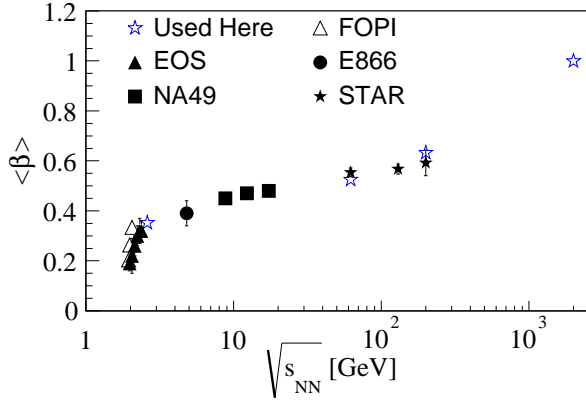 1.2
1
0.8
0.6
0.4
0.2
0
<β>
Used Here
FOPI
EOS
E866
NA49
STAR
1 10 10² 10³
√s_NN [GeV]